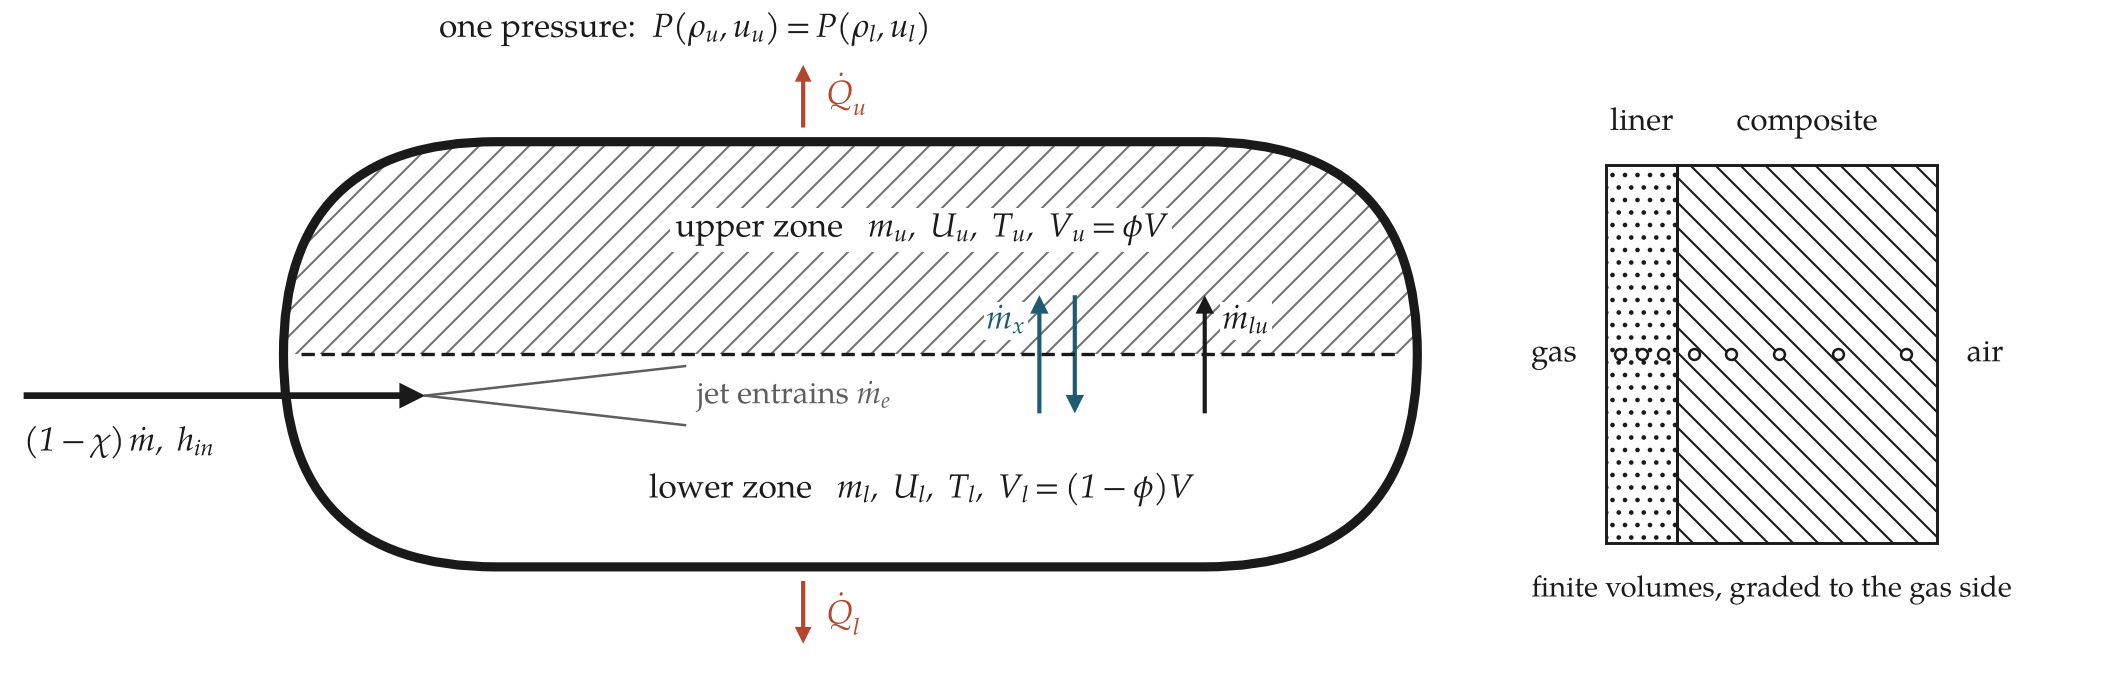 one pressure: P(ρ_u, u_u) = P(ρ_l, u_l)
Q̇_u
liner composite
upper zone m_u, U_u, T_u, V_u = ϕV
ṁ_x ṁ_lu
gas air
jet entrains ṁ_e
(1 − χ) ṁ, h_in
lower zone m_l, U_l, T_l, V_l = (1 − ϕ)V
finite volumes, graded to the gas side
Q̇_l